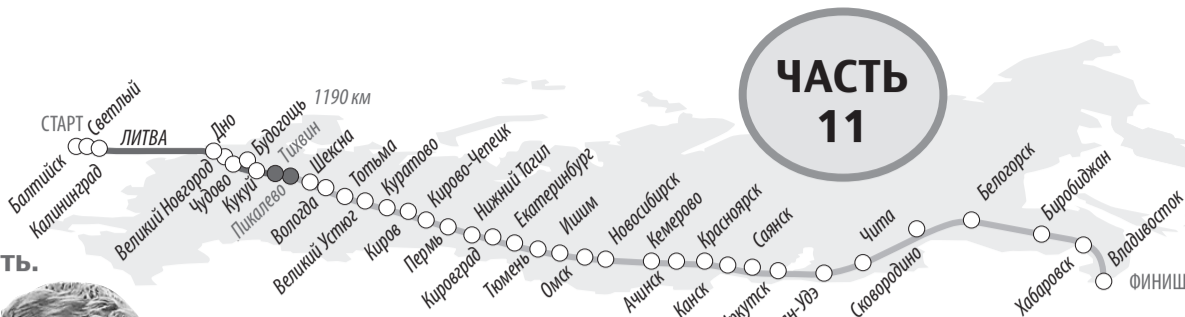 ЧАСТЬ
11
СТАРТ
Балтийск
Светлый
Калининград
ЛИТВА
Дно
Великий Новгород
Чудово
Будогощь
1190 км
Кукуй
Тихвин
Пикалево
Шексна
Вологда
Тотьма
Великий Устюг
Куратово
Киров
Кирово-Чепецк
Пермь
Нижний Тагил
Кировград
Екатеринбург
Тюмень
Ишим
Омск
Новосибирск
Кемерово
Ачинск
Красноярск
Канск
Саянск
Чита
Сковородино
Белогорск
Биробиджан
Хабаровск
Владивосток
ФИНИШ
ть.